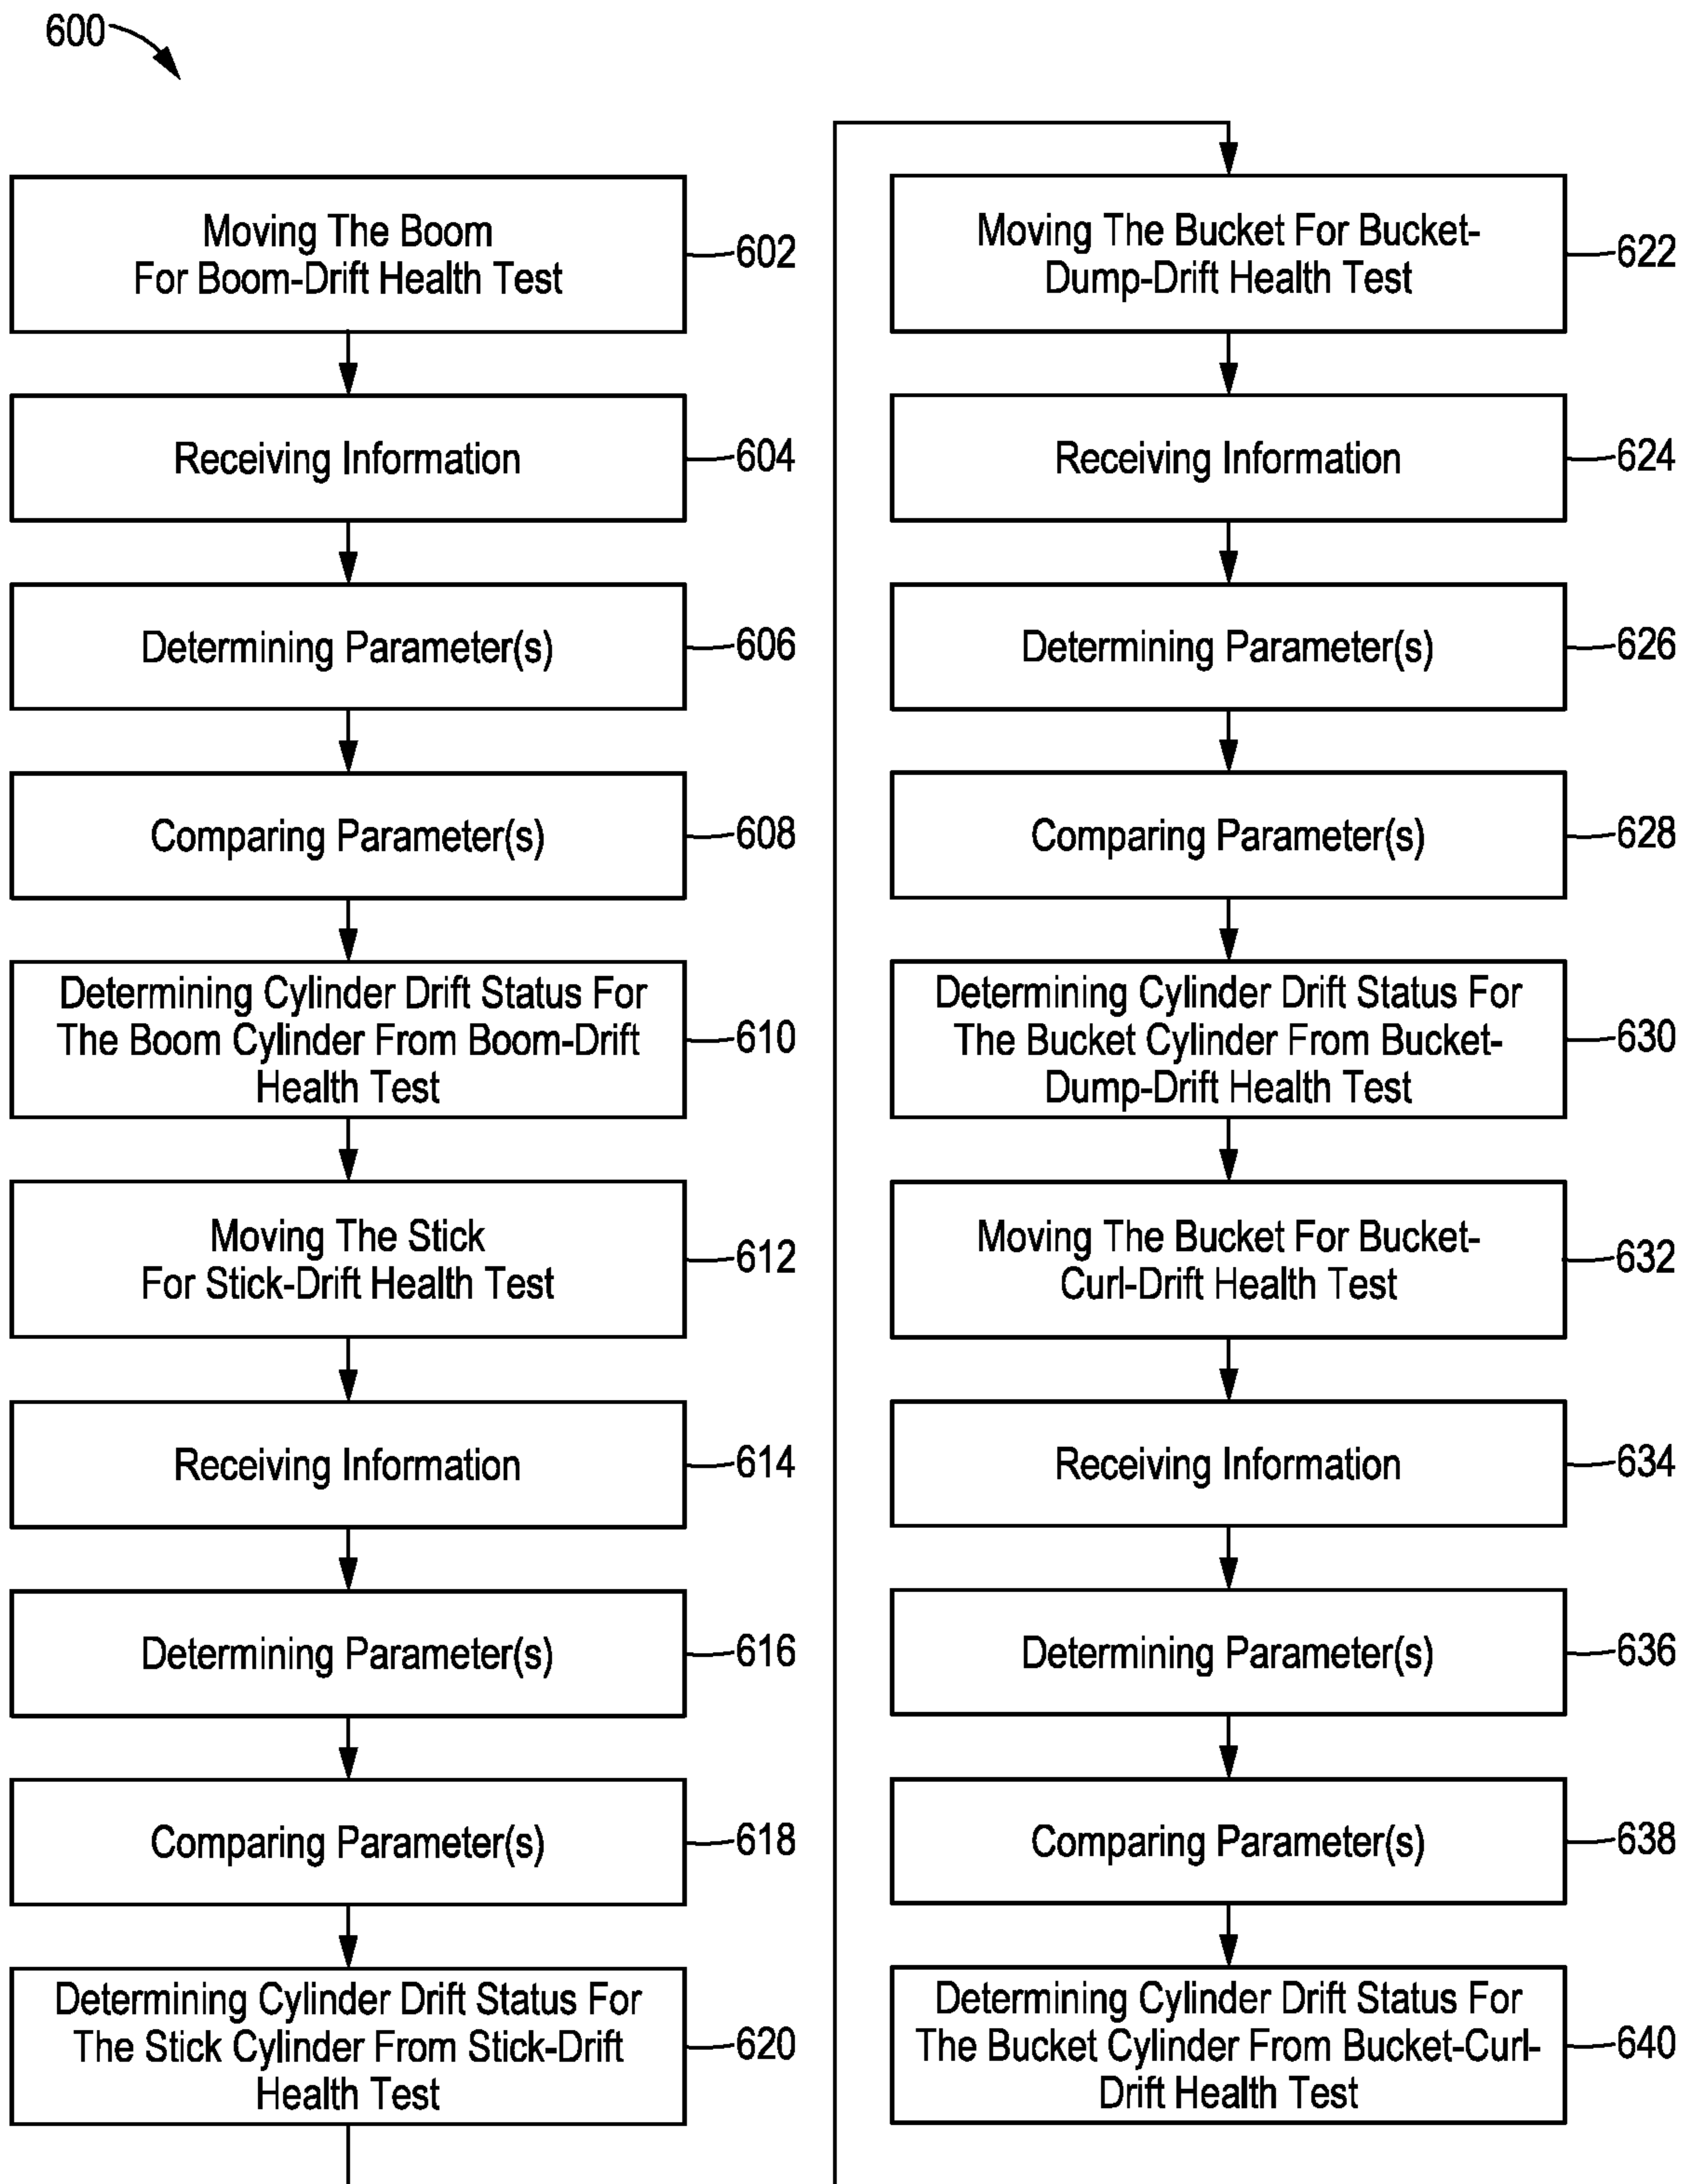 600
Moving The Boom
For Boom-Drift Health Test
602
Receiving Information
604
Determining Parameter(s)
606
Comparing Parameter(s)
608
Determining Cylinder Drift Status For
The Boom Cylinder From Boom-Drift
Health Test
610
Moving The Stick
For Stick-Drift Health Test
612
Receiving Information
614
Determining Parameter(s)
616
Comparing Parameter(s)
618
Determining Cylinder Drift Status For
The Stick Cylinder From Stick-Drift
Health Test
620
Moving The Bucket For Bucket-
Dump-Drift Health Test
622
Receiving Information
624
Determining Parameter(s)
626
Comparing Parameter(s)
628
Determining Cylinder Drift Status For
The Bucket Cylinder From Bucket-
Dump-Drift Health Test
630
Moving The Bucket For Bucket-
Curl-Drift Health Test
632
Receiving Information
634
Determining Parameter(s)
636
Comparing Parameter(s)
638
Determining Cylinder Drift Status For
The Bucket Cylinder From Bucket-Curl-
Drift Health Test
640